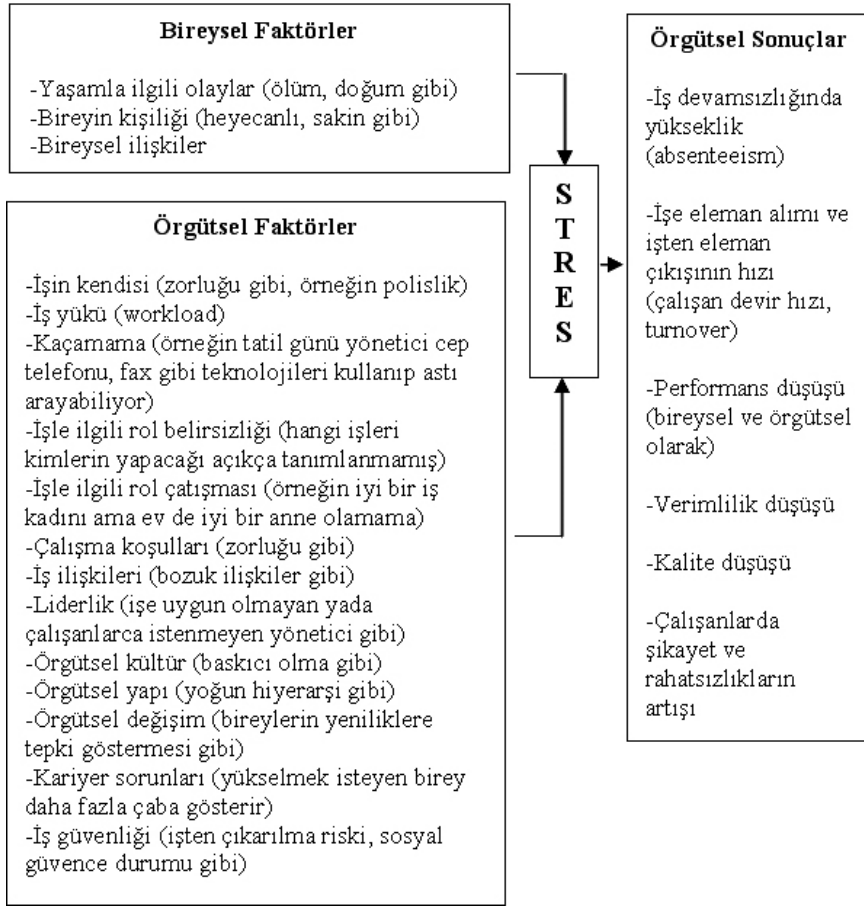 Bireysel Faktörler
-Yaşamla ilgili olaylar (ölüm, doğum gibi)
-Bireyin kişiliği (heyecanlı, sakin gibi)
-Bireysel ilişkiler
Örgütsel Faktörler
-İşin kendisi (zorluğu gibi, örneğin polislik)
-İş yükü (workload)
-Kaçamama (örneğin tatil günü yönetici cep
telefonu, fax gibi teknolojileri kullanıp astı
arayabiliyor)
-İşle ilgili rol belirsizliği (hangi işleri
kimlerin yapacağı açıkça tanımlanmamış)
-İşle ilgili rol çatışması (örneğin iyi bir iş
kadını ama ev de iyi bir anne olamama)
-Çalışma koşulları (zorluğu gibi)
-İş ilişkileri (bozuk ilişkiler gibi)
-Liderlik (işe uygun olmayan yada
çalışanlarca istenmeyen yönetici gibi)
-Örgütsel kültür (baskıcı olma gibi)
-Örgütsel yapı (yoğun hiyerarşi gibi)
-Örgütsel değişim (bireylerin yeniliklere
tepki göstermesi gibi)
-Kariyer sorunları (yükselmek isteyen birey
daha fazla çaba gösterir)
-İş güvenliği (işten çıkarılma riski, sosyal
güvence durumu gibi)
S
T
R
E
S
Örgütsel Sonuçlar
-İş devamsızlığında
yükseklik
(absenteeism)
-İşe eleman alımı ve
işten eleman
çıkışının hızı
(çalışan devir hızı,
turnover)
-Performans düşüşü
(bireysel ve örgütsel
olarak)
-Verimlilik düşüşü
-Kalite düşüşü
-Çalışanlarda
şikayet ve
rahatsızlıkların
artışı